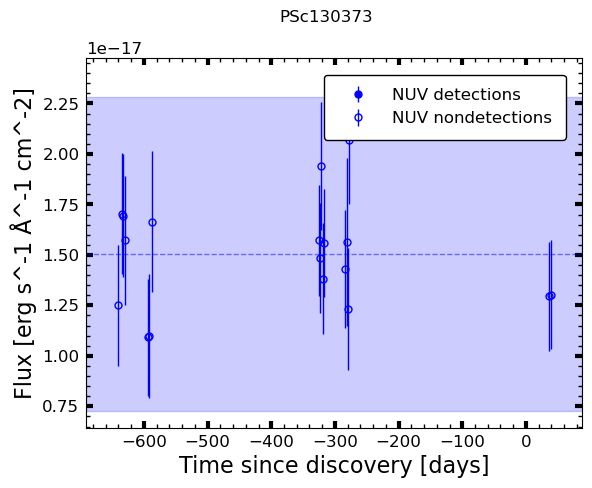 PSc130373
1e−17
NUV detections
NUV nondetections
2.25
2.00
1.75
1.50
1.25
1.00
0.75
Flux [erg s^-1 Å^-1 cm^-2]
−600 −500 −400 −300 −200 −100 0
Time since discovery [days]